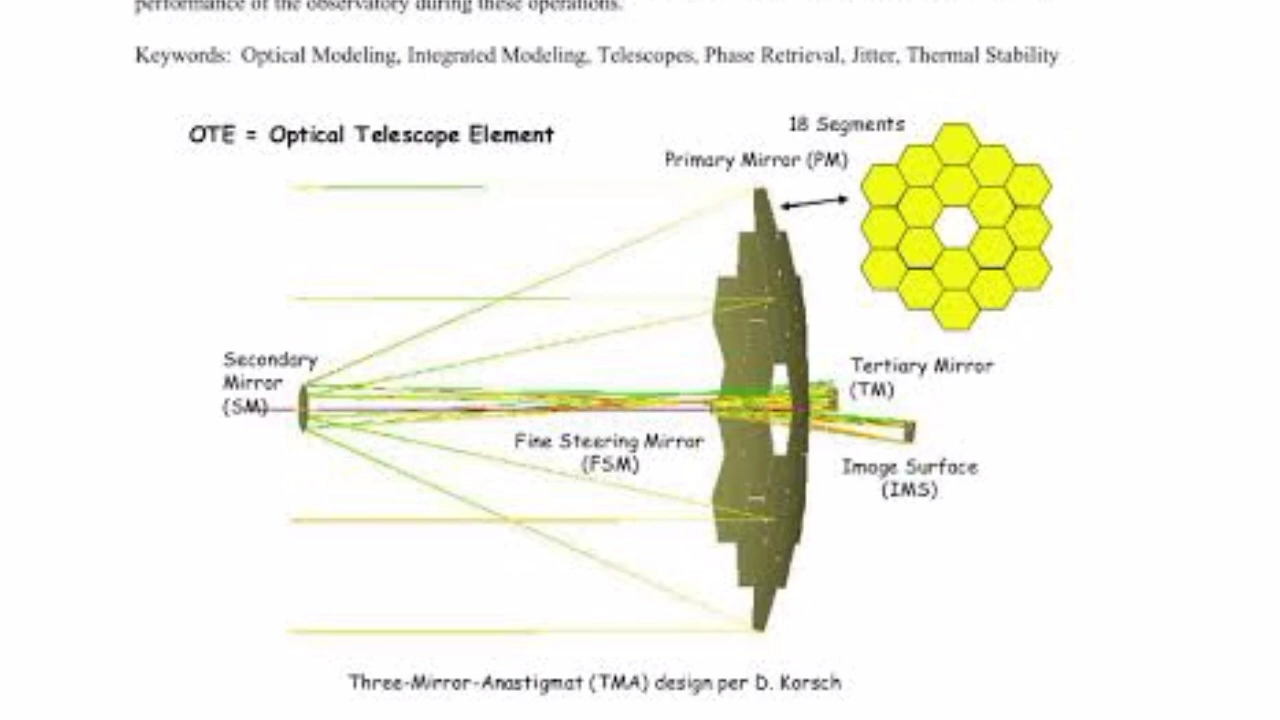 performance of the observatory during these operations.
Keywords: Optical Modeling, Integrated Modeling, Telescopes, Phase Retrieval, Jitter, Thermal Stability
OTE = Optical Telescope Element
18 Segments
Primary Mirror (PM)
Secondary
Mirror
(SM)
Tertiary Mirror
(TM)
Fine Steering Mirror
(FSM)
Image Surface
(IMS)
Three-Mirror-Anastigmat (TMA) design per D. Korsch